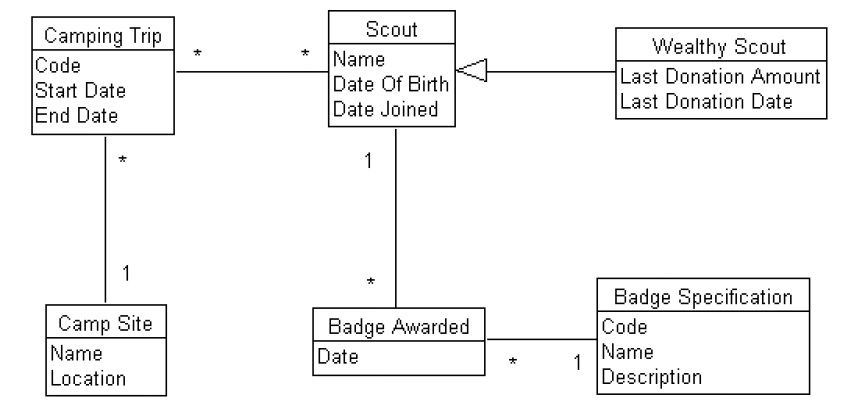 Camping Trip
Code
Start Date
End Date
*
*
Scout
Name
Date Of Birth
Date Joined
Wealthy Scout
Last Donation Amount
Last Donation Date
*
1
1
*
Camp Site
Name
Location
Badge Awarded
Date
*
1
Badge Specification
Code
Name
Description